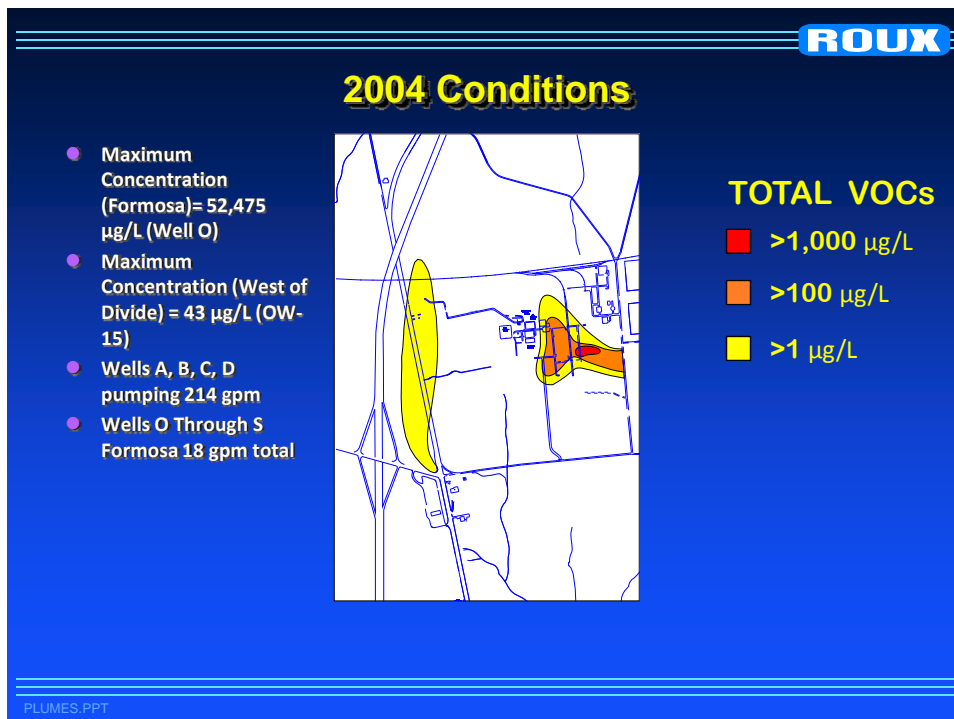 ROUX
2004 Conditions
Maximum
Concentration
(Formosa)= 52,475
µg/L (Well O)
Maximum
Concentration (West of
Divide) = 43 µg/L (OW-
15)
Wells A, B, C, D
pumping 214 gpm
Wells O Through S
Formosa 18 gpm total
TOTAL VOCs
>1,000 µg/L
>100 µg/L
>1 µg/L
PLUMES.PPT